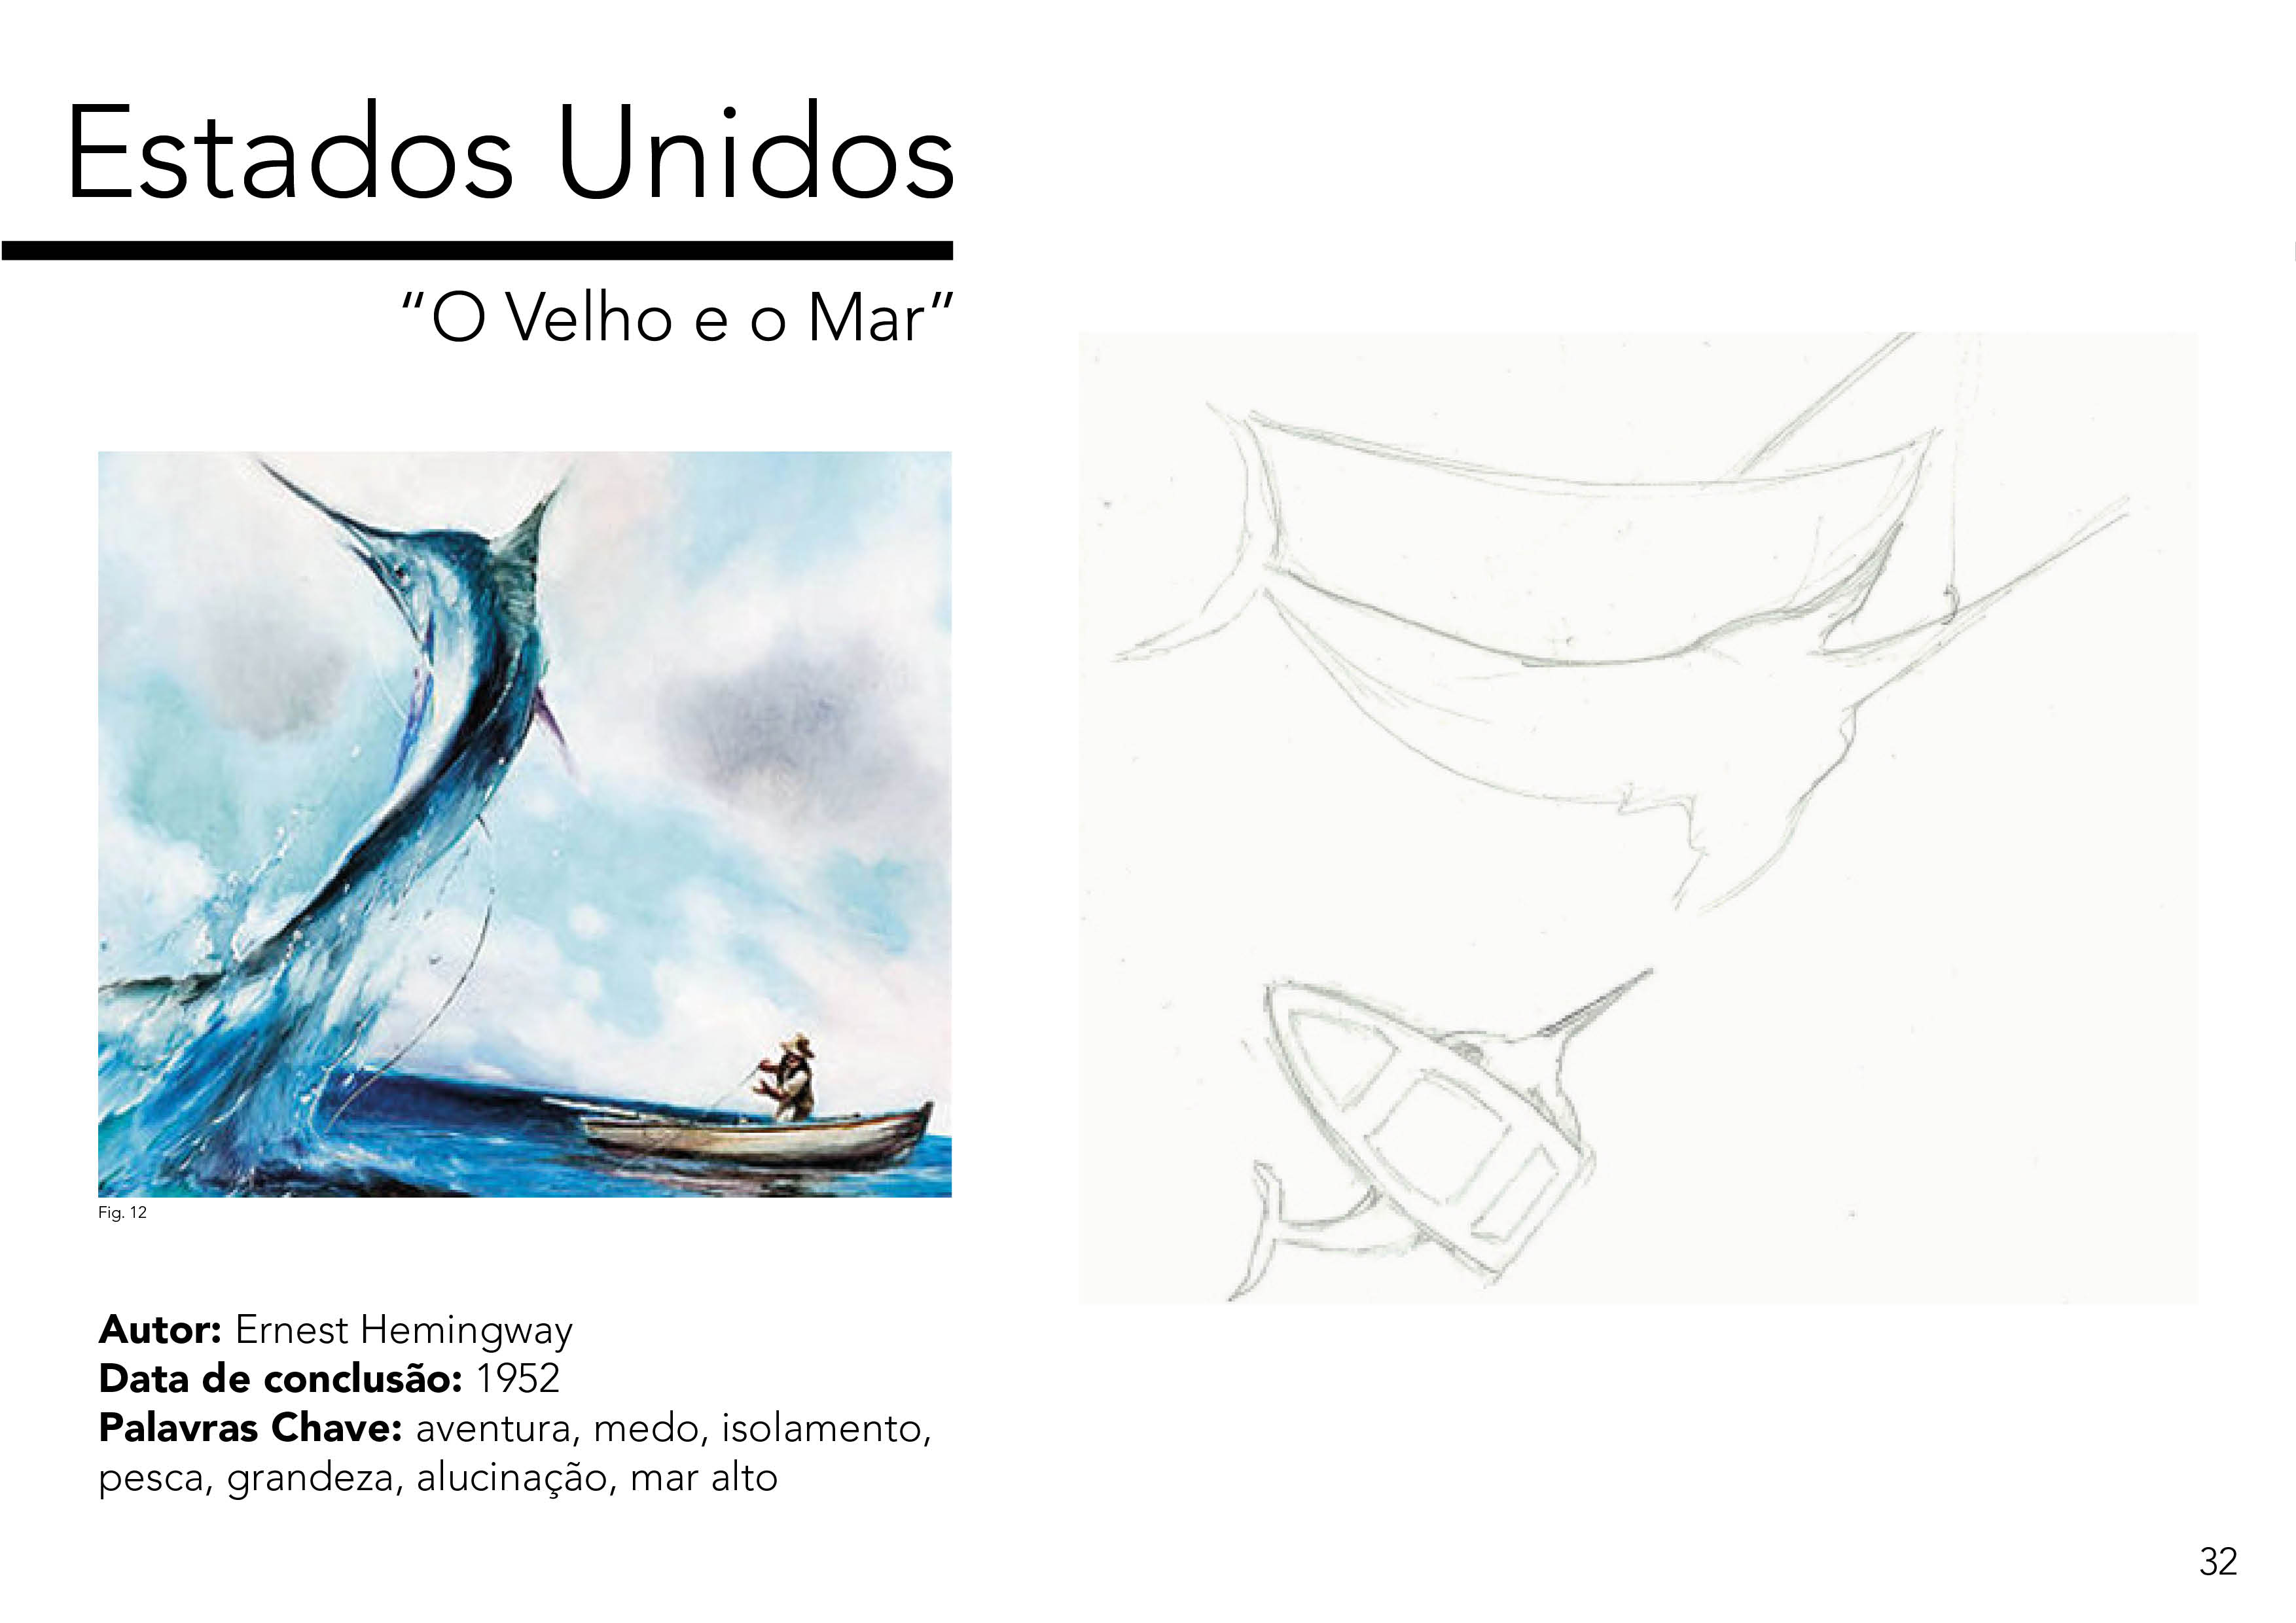 Estados Unidos
“O Velho e o Mar”
Fig. 12
Autor: Ernest Hemingway
Data de conclusão: 1952
Palavras Chave: aventura, medo, isolamento,
pesca, grandeza, alucinação, mar alto
32